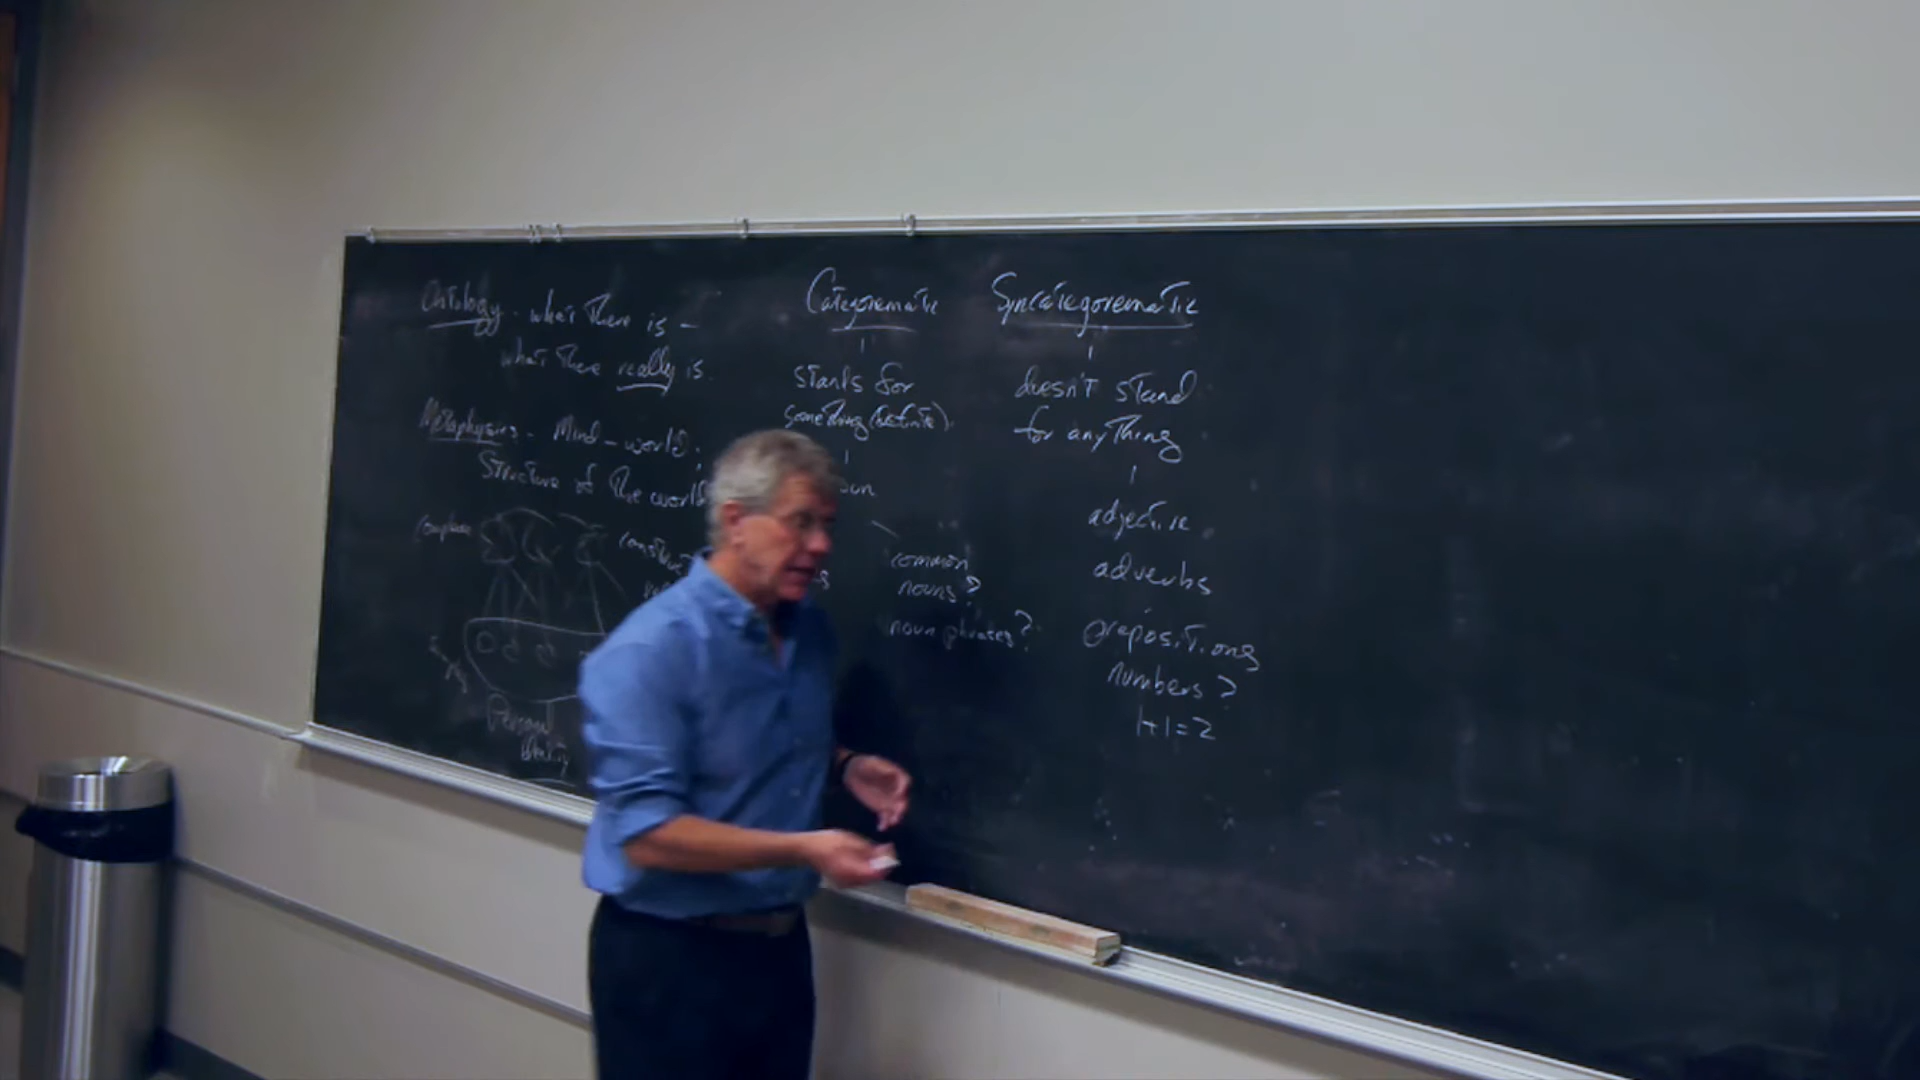 Ontology - what there is -
what there really is.
Metaphysics - Mind - world;
Structure of the world
Personal
identity
Categorematic
stands for
something (definite).
common
nouns?
noun phrases?
Syncategorematic
doesn't stand
for anything
adjective
adverbs
prepositions
numbers?
1+1=2